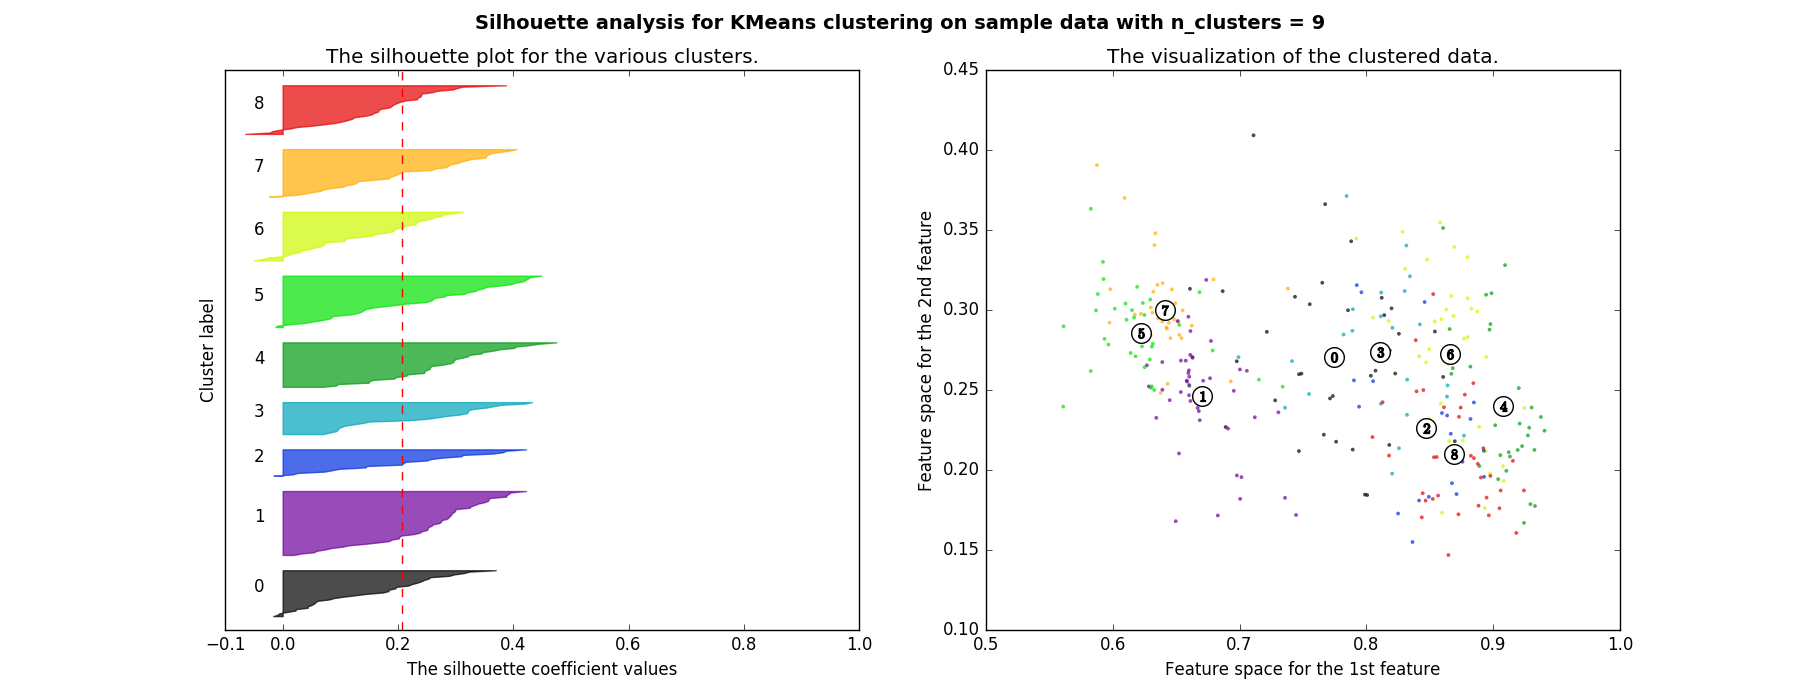 Silhouette analysis for KMeans clustering on sample data with n_clusters = 9
The silhouette plot for the various clusters.
Cluster label
8
7
6
5
4
3
2
1
0
−0.1 0.0 0.2 0.4 0.6 0.8 1.0
The silhouette coefficient values
The visualization of the clustered data.
Feature space for the 2nd feature
0.45
0.40
0.35
0.30
0.25
0.20
0.15
0.10
7
5
0
3
6
1
4
2
8
0.5 0.6 0.7 0.8 0.9 1.0
Feature space for the 1st feature